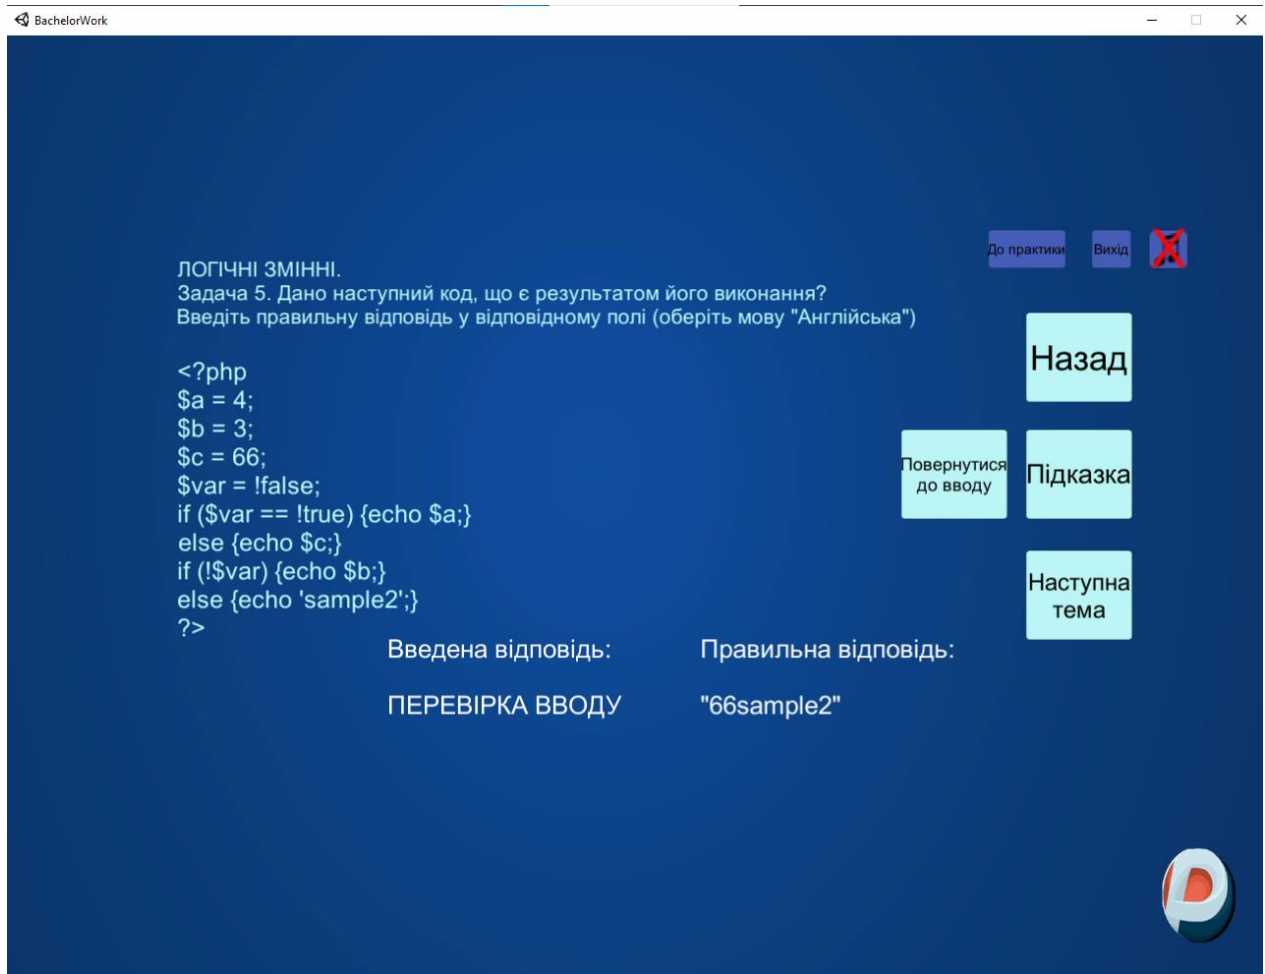 BachelorWork
До практики
Вихід
ЛОГІЧНІ ЗМІННІ.
Задача 5. Дано наступний код, що є результатом його виконання?
Введіть правильну відповідь у відповідному полі (оберіть мову "Англійська")
<?php
$a = 4;
$b = 3;
$c = 66;
$var = !false;
if ($var == !true) {echo $a;}
else {echo $c;}
if (!$var) {echo $b;}
else {echo 'sample2';}
?>
Назад
Повернутися
до вводу
Підказка
Наступна
тема
Введена відповідь:
Правильна відповідь:
ПЕРЕВІРКА ВВОДУ
"66sample2"